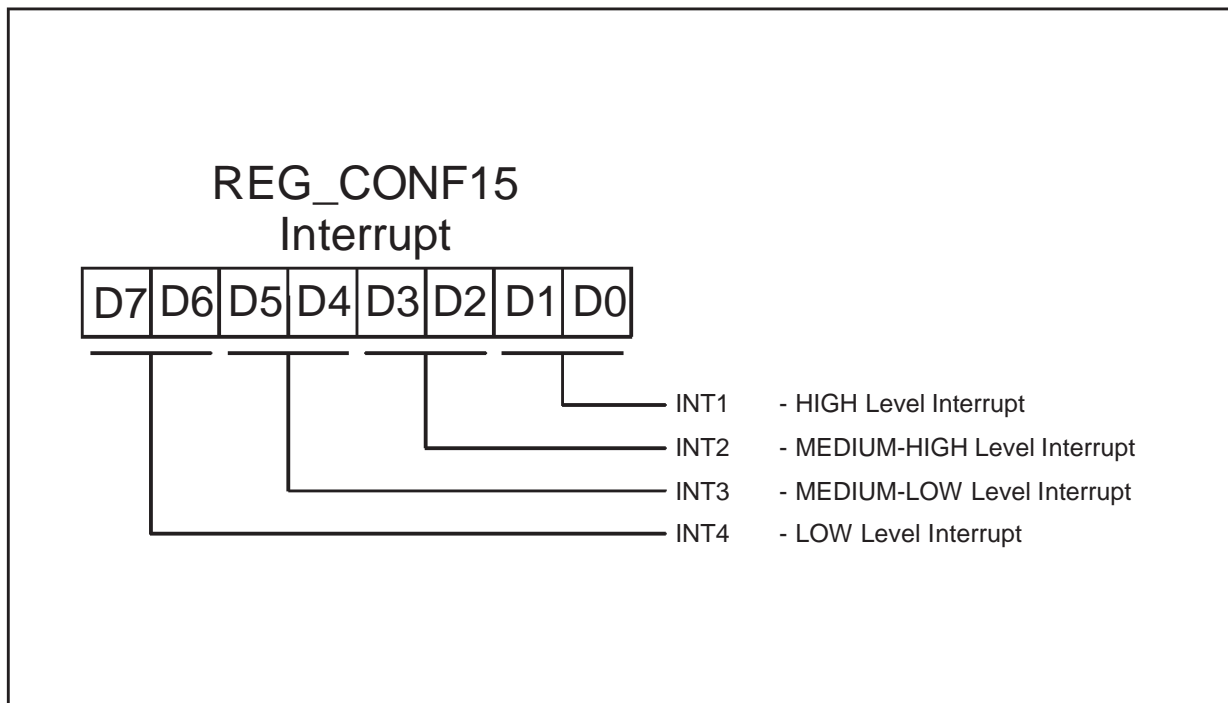 REG_CONF15
Interrupt
D7 D6 D5 D4 D3 D2 D1 D0
INT1 - HIGH Level Interrupt
INT2 - MEDIUM-HIGH Level Interrupt
INT3 - MEDIUM-LOW Level Interrupt
INT4 - LOW Level Interrupt